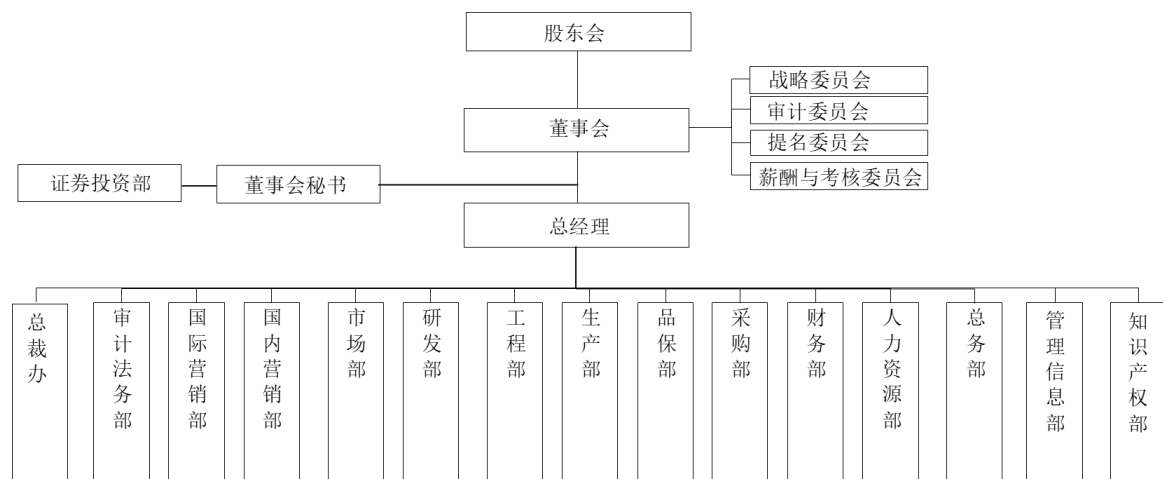 股东会
董事会
战略委员会
审计委员会
提名委员会
薪酬与考核委员会
证券投资部
董事会秘书
总经理
总裁办
审计法务部
国际营销部
国内营销部
市场部
研发部
工程部
生产部
品保部
采购部
财务部
人力资源部
总务部
管理信息部
知识产权部